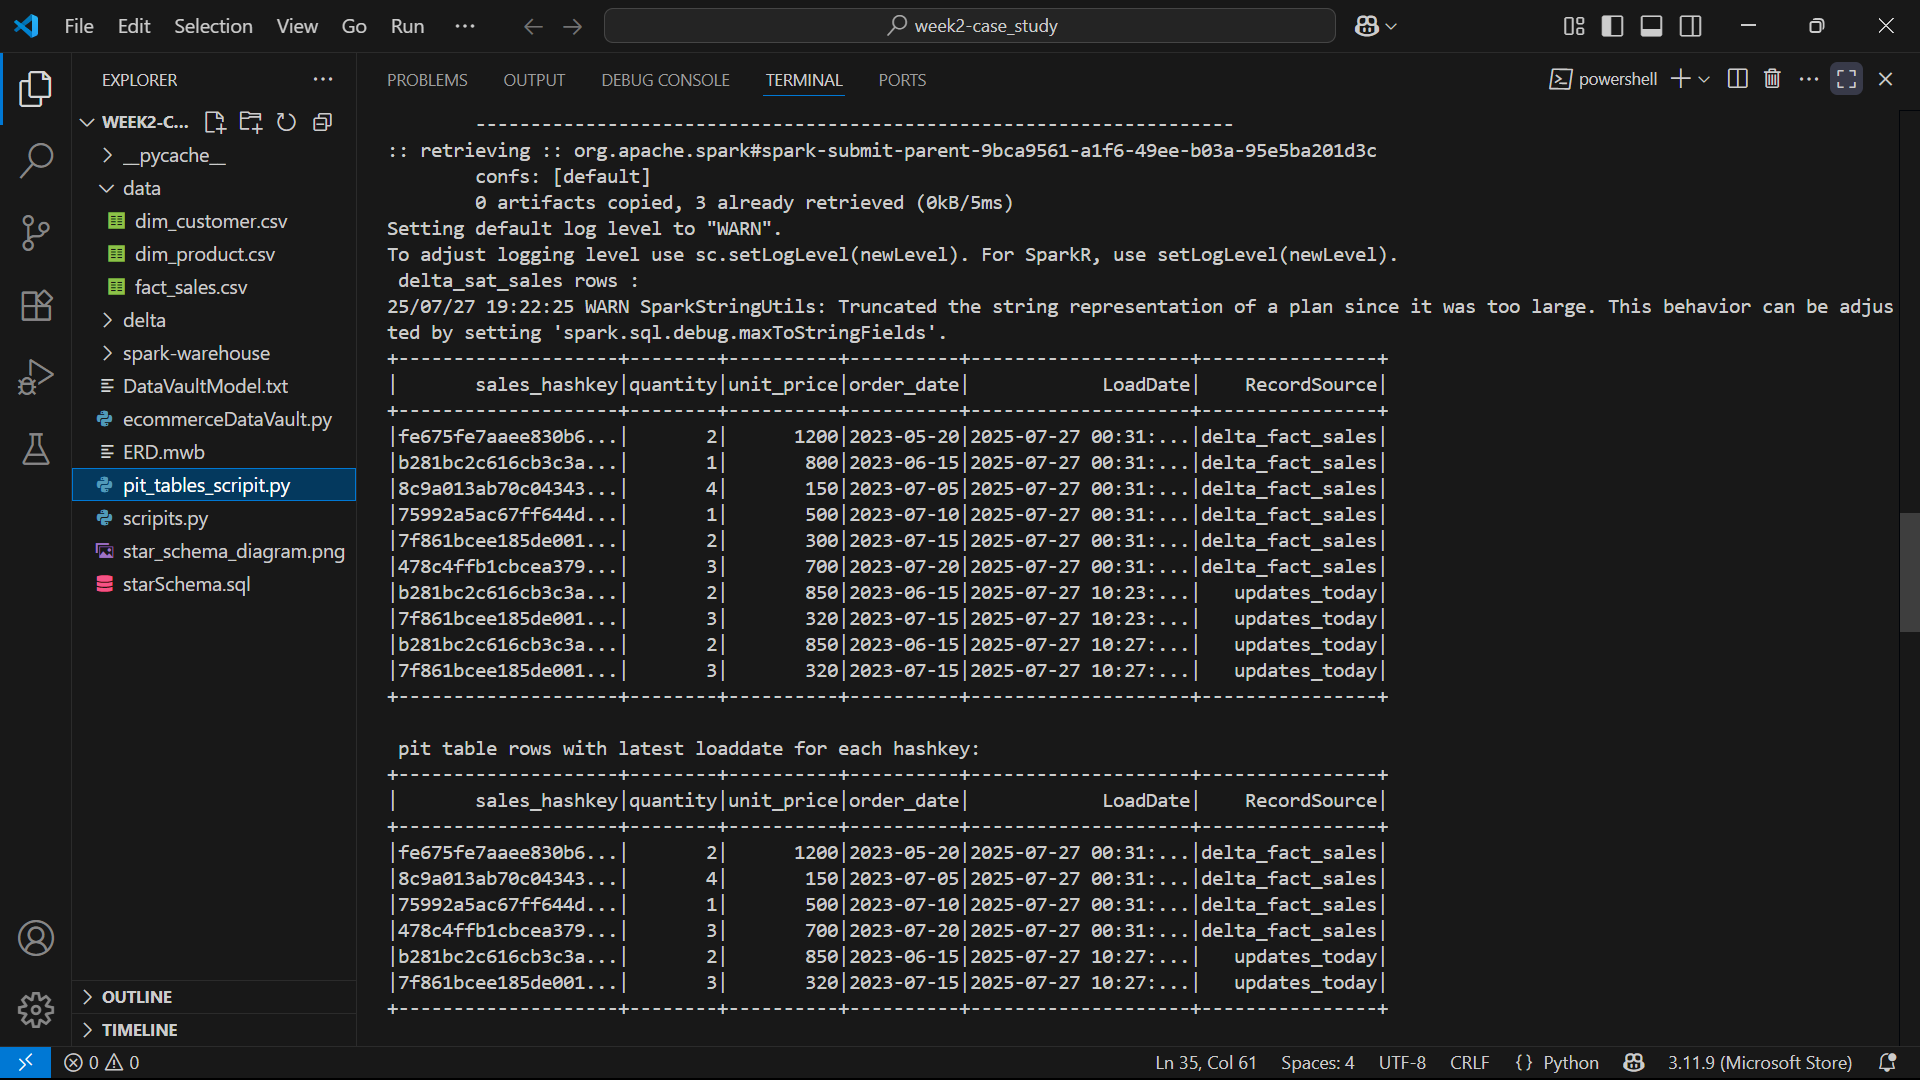 File Edit Selection View Go Run ··· week2-case_study
EXPLORER ···
WEEK2-C...
__pycache__
data
dim_customer.csv
dim_product.csv
fact_sales.csv
delta
spark-warehouse
DataVaultModel.txt
ecommerceDataVault.py
ERD.mwb
pit_tables_scripit.py
scripits.py
star_schema_diagram.png
starSchema.sql
OUTLINE
TIMELINE
PROBLEMS OUTPUT DEBUG CONSOLE TERMINAL PORTS powershell ···
---------------------------------------------------------------------
:: retrieving :: org.apache.spark#spark-submit-parent-9bca9561-a1f6-49ee-b03a-95e5ba201d3c
confs: [default]
0 artifacts copied, 3 already retrieved (0kB/5ms)
Setting default log level to "WARN".
To adjust logging level use sc.setLogLevel(newLevel). For SparkR, use setLogLevel(newLevel).
delta_sat_sales rows :
25/07/27 19:22:25 WARN SparkStringUtils: Truncated the string representation of a plan since it was too large. This behavior can be adjus
ted by setting 'spark.sql.debug.maxToStringFields'.
+--------------------+--------+----------+----------+--------------------+----------------+
|       sales_hashkey|quantity|unit_price|order_date|            LoadDate|    RecordSource|
+--------------------+--------+----------+----------+--------------------+----------------+
|fe675fe7aaee830b6...|       2|      1200|2023-05-20|2025-07-27 00:31:...|delta_fact_sales|
|b281bc2c616cb3c3a...|       1|       800|2023-06-15|2025-07-27 00:31:...|delta_fact_sales|
|8c9a013ab70c04343...|       4|       150|2023-07-05|2025-07-27 00:31:...|delta_fact_sales|
|75992a5ac67ff644d...|       1|       500|2023-07-10|2025-07-27 00:31:...|delta_fact_sales|
|7f861bcee185de001...|       2|       300|2023-07-15|2025-07-27 00:31:...|delta_fact_sales|
|478c4ffb1cbcea379...|       3|       700|2023-07-20|2025-07-27 00:31:...|delta_fact_sales|
|b281bc2c616cb3c3a...|       2|       850|2023-06-15|2025-07-27 10:23:...|   updates_today|
|7f861bcee185de001...|       3|       320|2023-07-15|2025-07-27 10:23:...|   updates_today|
|b281bc2c616cb3c3a...|       2|       850|2023-06-15|2025-07-27 10:27:...|   updates_today|
|7f861bcee185de001...|       3|       320|2023-07-15|2025-07-27 10:27:...|   updates_today|
+--------------------+--------+----------+----------+--------------------+----------------+
pit table rows with latest loaddate for each hashkey:
+--------------------+--------+----------+----------+--------------------+----------------+
|       sales_hashkey|quantity|unit_price|order_date|            LoadDate|    RecordSource|
+--------------------+--------+----------+----------+--------------------+----------------+
|fe675fe7aaee830b6...|       2|      1200|2023-05-20|2025-07-27 00:31:...|delta_fact_sales|
|8c9a013ab70c04343...|       4|       150|2023-07-05|2025-07-27 00:31:...|delta_fact_sales|
|75992a5ac67ff644d...|       1|       500|2023-07-10|2025-07-27 00:31:...|delta_fact_sales|
|478c4ffb1cbcea379...|       3|       700|2023-07-20|2025-07-27 00:31:...|delta_fact_sales|
|b281bc2c616cb3c3a...|       2|       850|2023-06-15|2025-07-27 10:27:...|   updates_today|
|7f861bcee185de001...|       3|       320|2023-07-15|2025-07-27 10:27:...|   updates_today|
+--------------------+--------+----------+----------+--------------------+----------------+
0 0 Ln 35, Col 61 Spaces: 4 UTF-8 CRLF {} Python 3.11.9 (Microsoft Store)